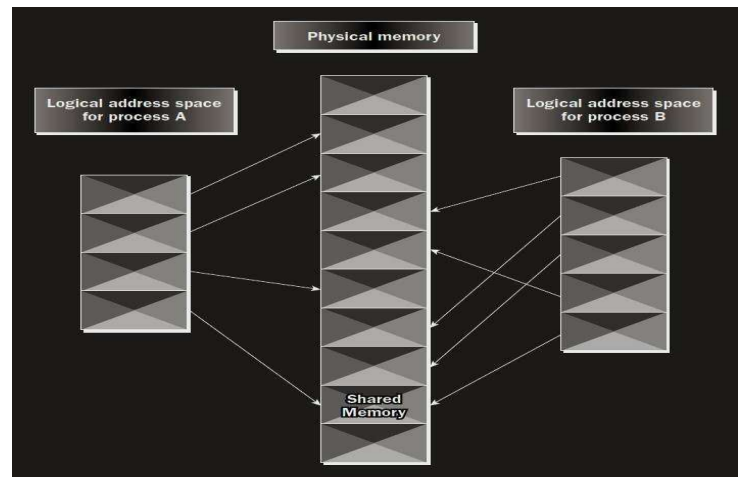 Physical memory
Logical address space
for process A
Logical address space
for process B
Shared
Memory